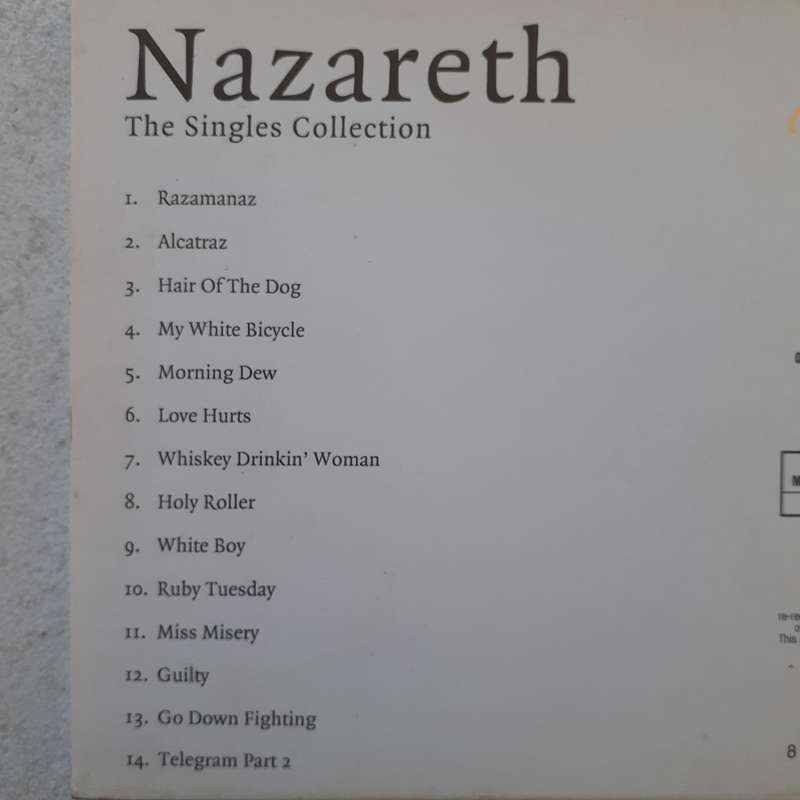 Nazareth
The Singles Collection
1. Razamanaz
2. Alcatraz
3. Hair Of The Dog
4. My White Bicycle
5. Morning Dew
6. Love Hurts
7. Whiskey Drinkin’ Woman
8. Holy Roller
9. White Boy
10. Ruby Tuesday
11. Miss Misery
12. Guilty
13. Go Down Fighting
14. Telegram Part 2
This
8